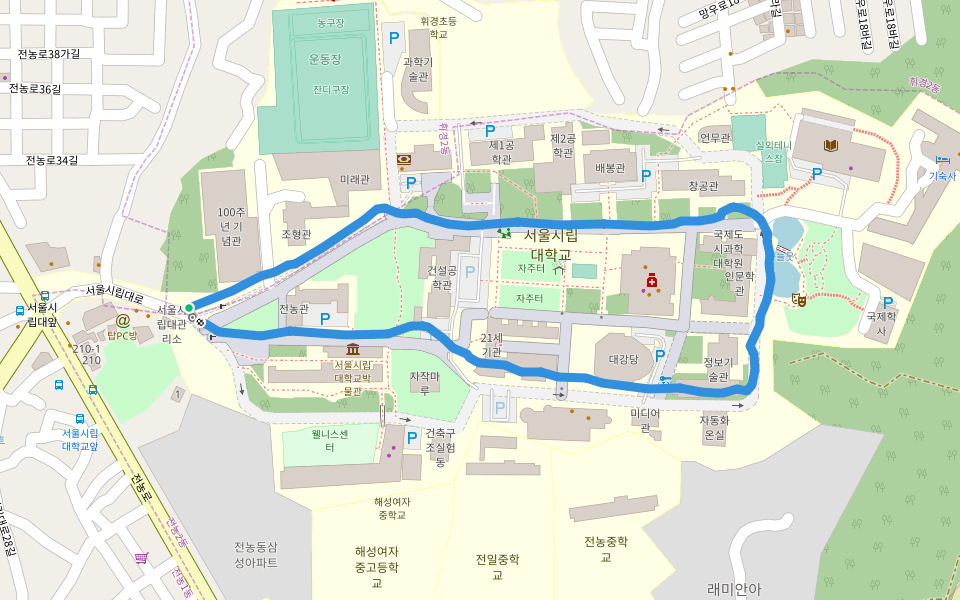 농구장
휘경초등
학교
망우로18
로18바길
전농로38가길
운동장
과학기
술관
전농로36길
잔디구장
휘경2동
휘경2동
제1공
학관
제2공
학관
언무관
실외테니
스장
전농로34길
배봉관
미래관
창공관
기숙사
100주
년 기
념관
조형관
서울시립
대학교
국제도
시과학
대학원
인문학
관
자주터
건설공
학관
자주터
서울시립대로
서울시
립대앞
전농관
서울시
립대관
리소
국제학
사
탑PC방
210-1
210
21세
기관
대강당
정보기
술관
서울시립
대학교박
물관
자작마
루
1
미디어
관
자동화
온실
서울시립
대학교앞
웰니스센
터
건축구
조실험
동
전농로
해성여자
중학교
전농2동
전농1동
전농동삼
성아파트
해성여자
중고등학
교
전일중학
교
전농중학
교
래미안아